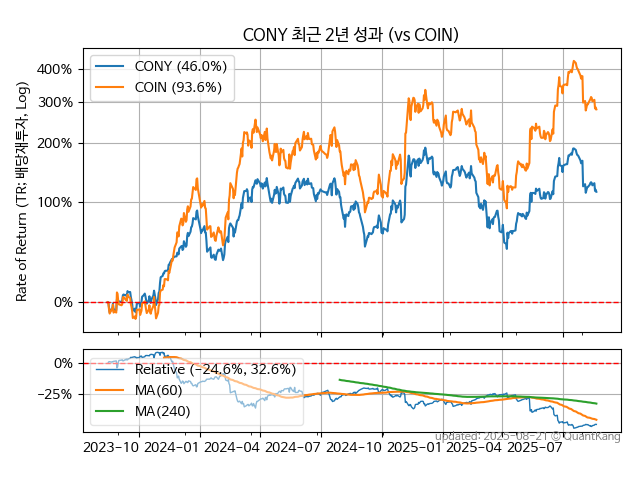 CONY 최근 2년 성과 (vs COIN)
CONY (46.0%)
COIN (93.6%)
400%
300%
200%
100%
0%
Rate of Return (TR: 배당재투자, Log)
0%
−25%
Relative (−24.6%, 32.6%)
MA(60)
MA(240)
updated: 2025-08-21 © QuantKang
2023-10 2024-01 2024-04 2024-07 2024-10 2025-01 2025-04 2025-07